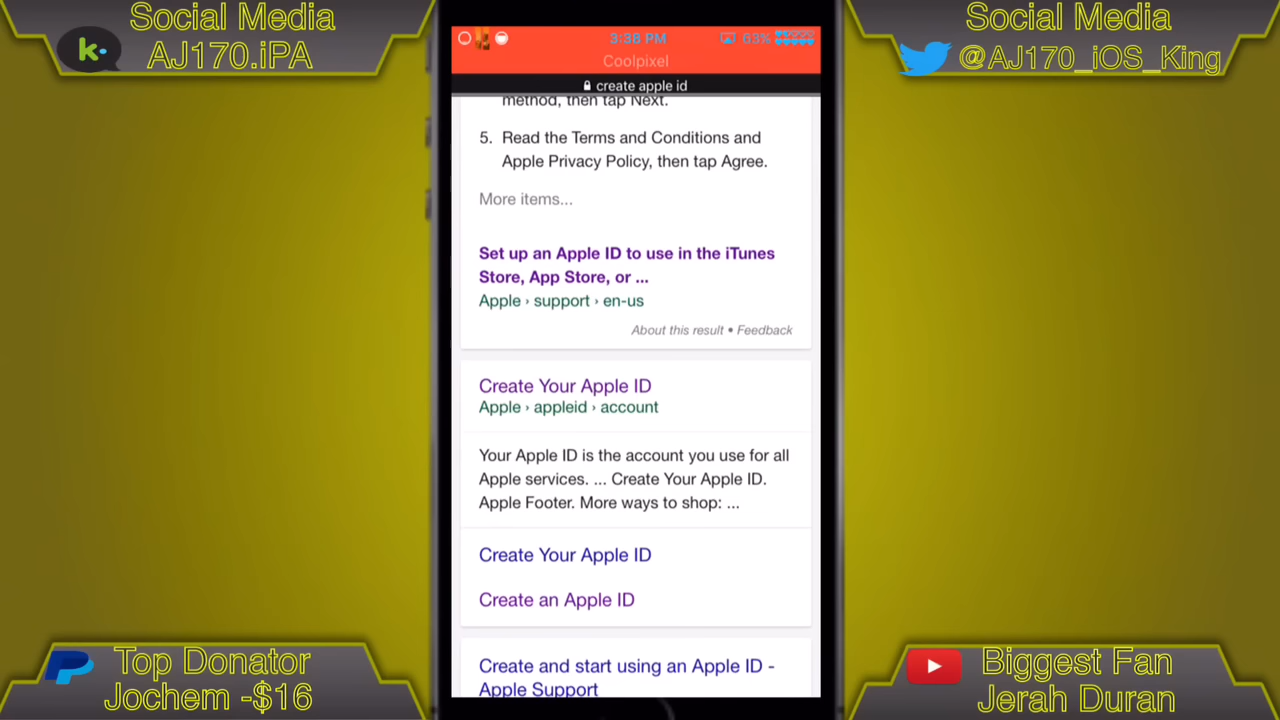 Social Media
AJ170.iPA
k.
Social Media
@AJ170_iOS_King
3:38 PM
63%
Coolpixel
create apple id
method, then tap Next.
5. Read the Terms and Conditions and
Apple Privacy Policy, then tap Agree.
More items...
Set up an Apple ID to use in the iTunes
Store, App Store, or ...
Apple › support › en-us
About this result • Feedback
Create Your Apple ID
Apple › appleid › account
Your Apple ID is the account you use for all
Apple services. ... Create Your Apple ID.
Apple Footer. More ways to shop: ...
Create Your Apple ID
Create an Apple ID
Create and start using an Apple ID -
Apple Support
Top Donator
Jochem -$16
Biggest Fan
Jerah Duran